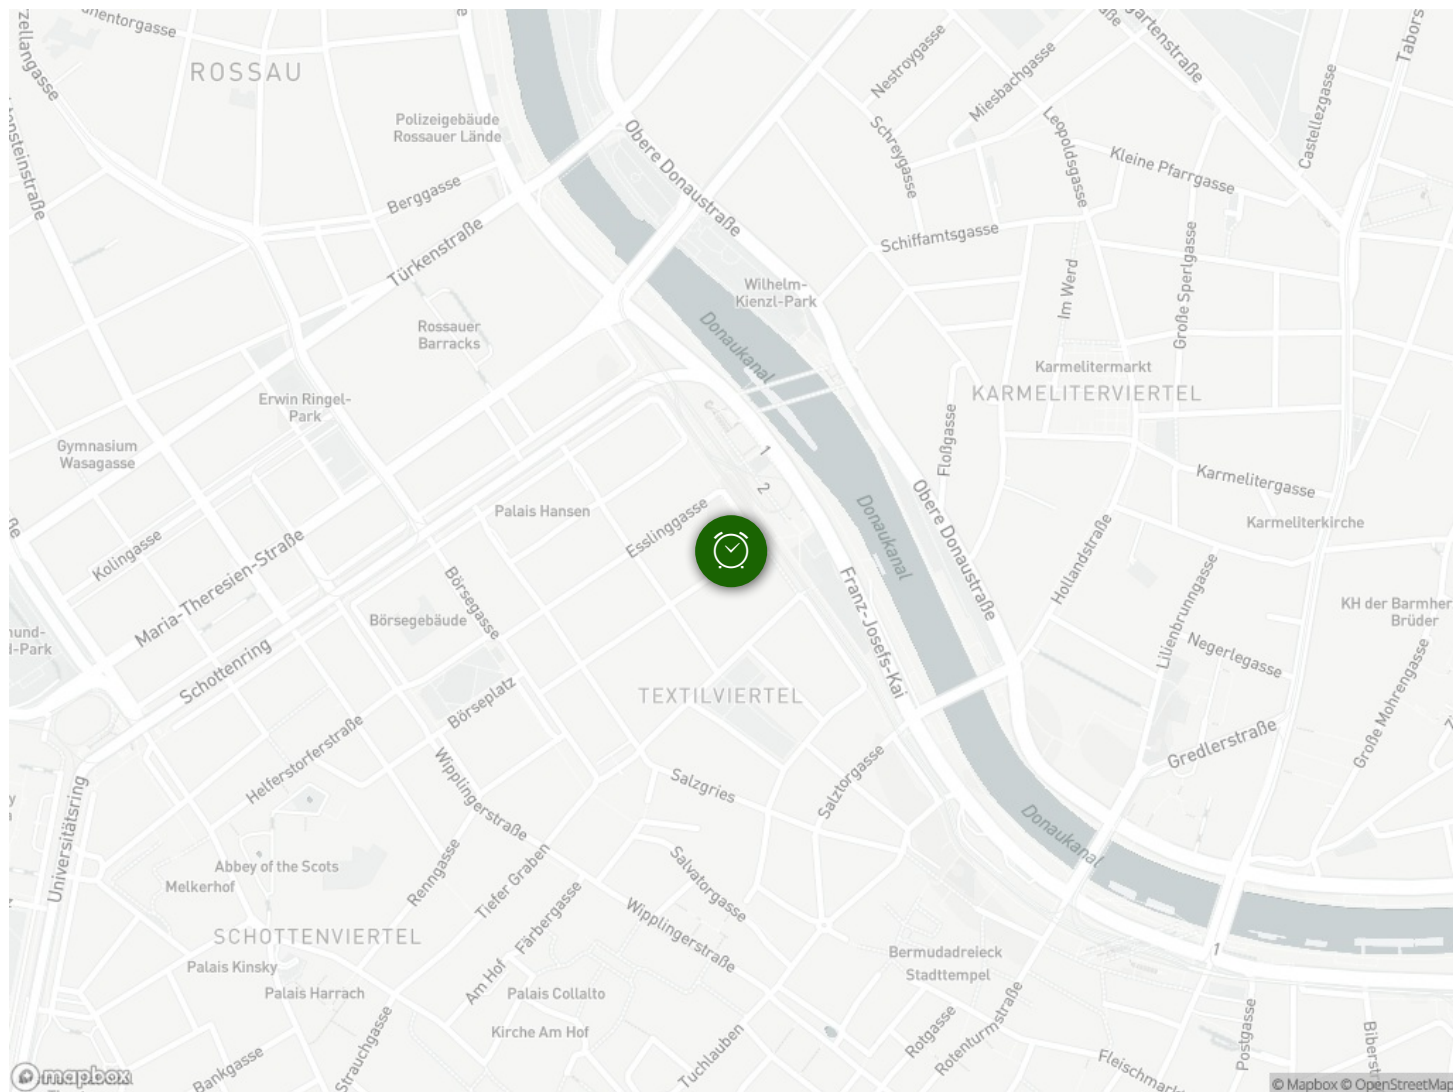 ROSSAU
Polizeigebäude
Rossauer Lände
Berggasse
Türkenstraße
Obere Donaustraße
Nestroygasse
Miesbachgasse
Schreygasse
Leopoldsgasse
Kleine Pfarrgasse
Castellezgasse
Schiffamtsgasse
Im Werd
Große Sperlgasse
Wilhelm-
Kienzl-Park
Donaukanal
Rossauer
Barracks
Karmelitermarkt
KARMELITERVIERTEL
Erwin Ringel-
Park
Gymnasium
Wasagasse
Floßgasse
1
2
Karmelitergasse
Karmeliterkirche
Palais Hansen
Esslinggasse
Kolingasse
Maria-Theresien-Straße
Donaukanal
Obere Donaustraße
Hollandstraße
Börsegasse
Börsegebäude
Franz-Josefs-Kai
Lilienbrunngasse
Negerlegasse
KH der Barmher
Brüder
Große Mohrengasse
Schottenring
Börseplatz
TEXTILVIERTEL
Gredlerstraße
Helferstorferstraße
Wipplingerstraße
Salzgries
Salztorgasse
Donaukanal
Universitätsring
Abbey of the Scots
Melkerhof
Renngasse
Tiefer Graben
Färbergasse
Salvatorgasse
Wipplingerstraße
SCHOTTENVIERTEL
Palais Kinsky
Palais Harrach
Am Hof
Palais Collalto
Kirche Am Hof
Bermudadreieck
Stadttempel
1
Strauchgasse
Bankgasse
Tuchlauben
Rotgasse
Rotenturmstraße
Fleischmark
Postgasse
Biberst
mapbox
© Mapbox © OpenStreetMap